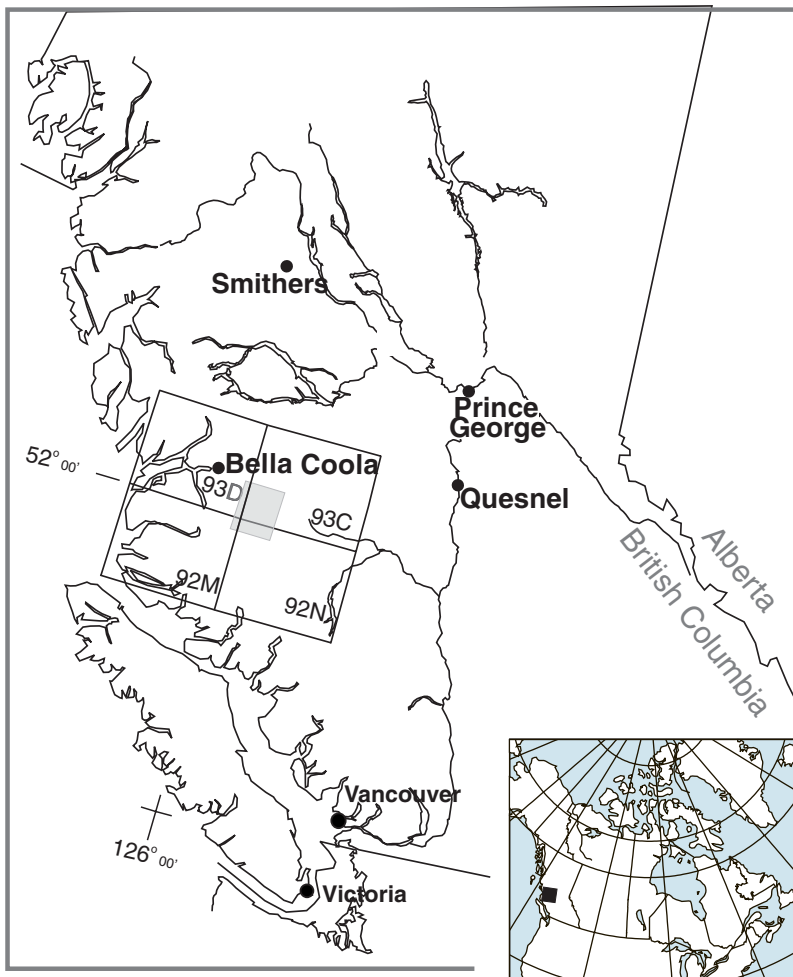 Smithers
Prince
George
52° 00'
Bella Coola
93D
Quesnel
93C
Alberta
British Columbia
92M
92N
Vancouver
126° 00'
Victoria